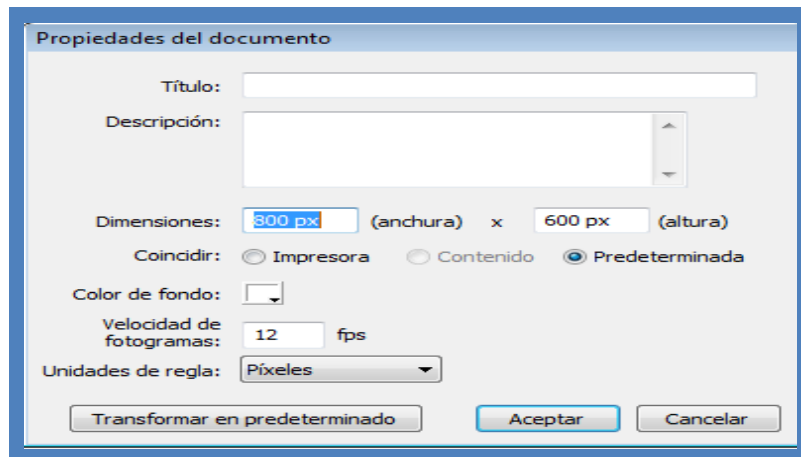 Propiedades del documento
Título:
Descripción:
Dimensiones: 800 px (anchura) x 600 px (altura)
Coincidir: Impresora Contenido Predeterminada
Color de fondo:
Velocidad de
fotogramas: 12 fps
Unidades de regla: Píxeles
Transformar en predeterminado Aceptar Cancelar